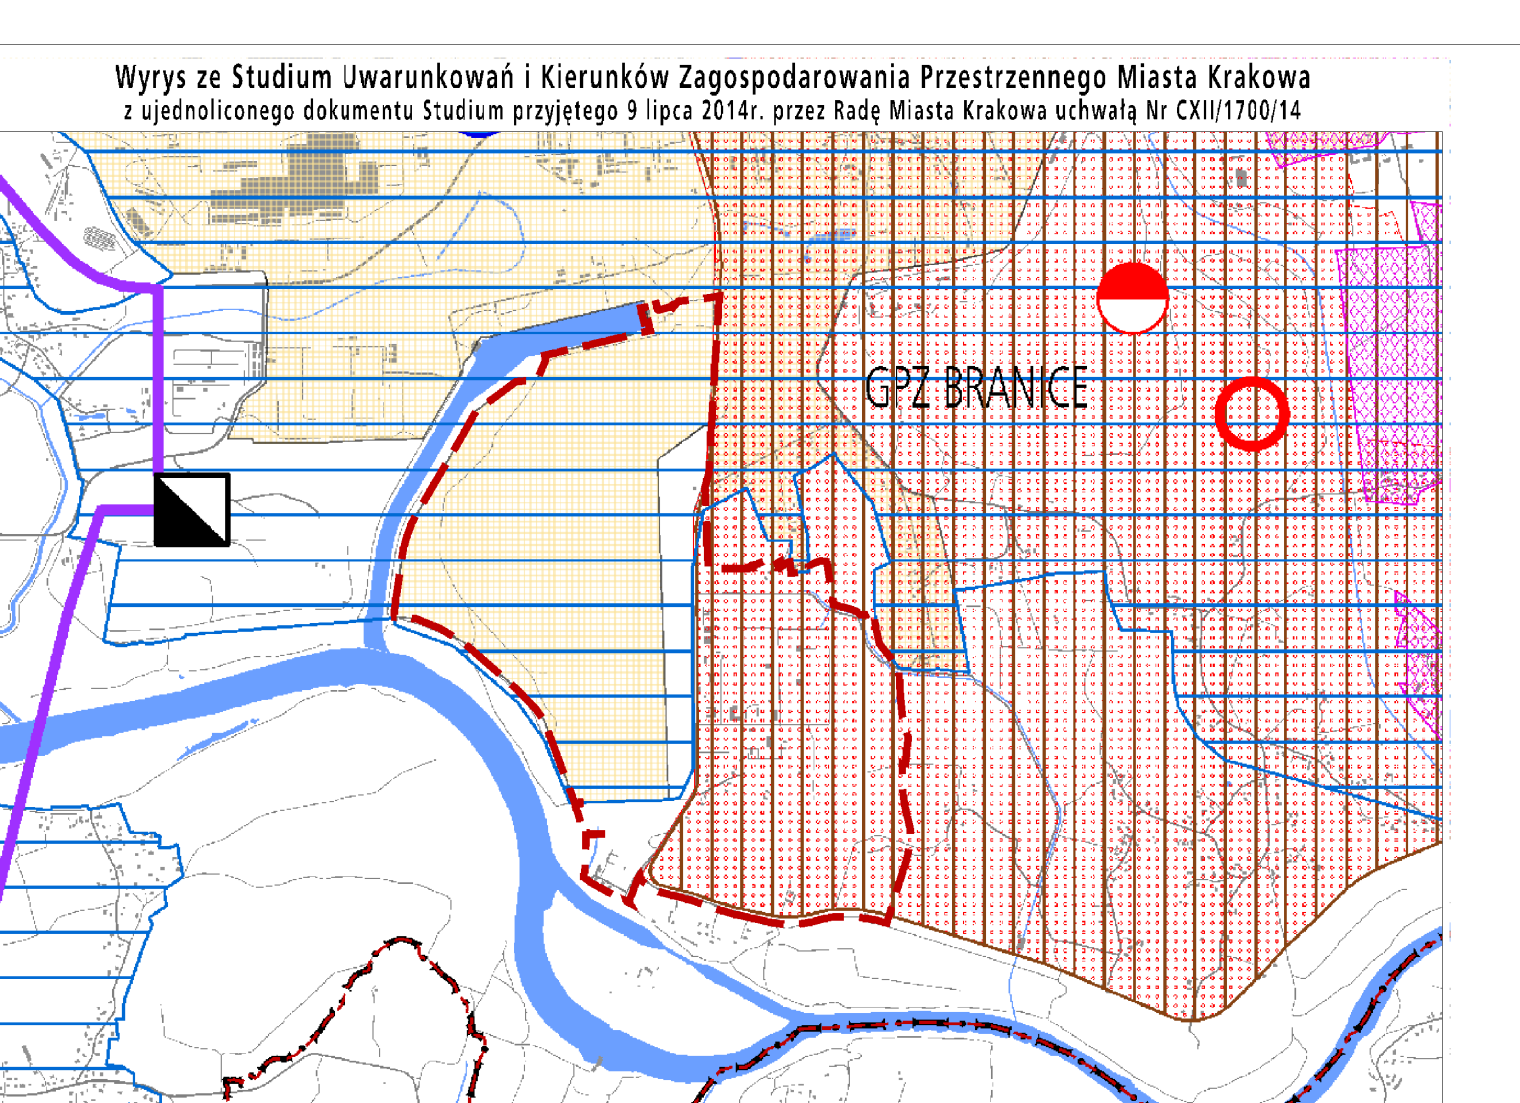 Wyrys ze Studium Uwarunkowań i Kierunków Zagospodarowania Przestrzennego Miasta Krakowa
z ujednoliconego dokumentu Studium przyjętego 9 lipca 2014r. przez Radę Miasta Krakowa uchwałą Nr CXII/1700/14
GPZ BRANICE